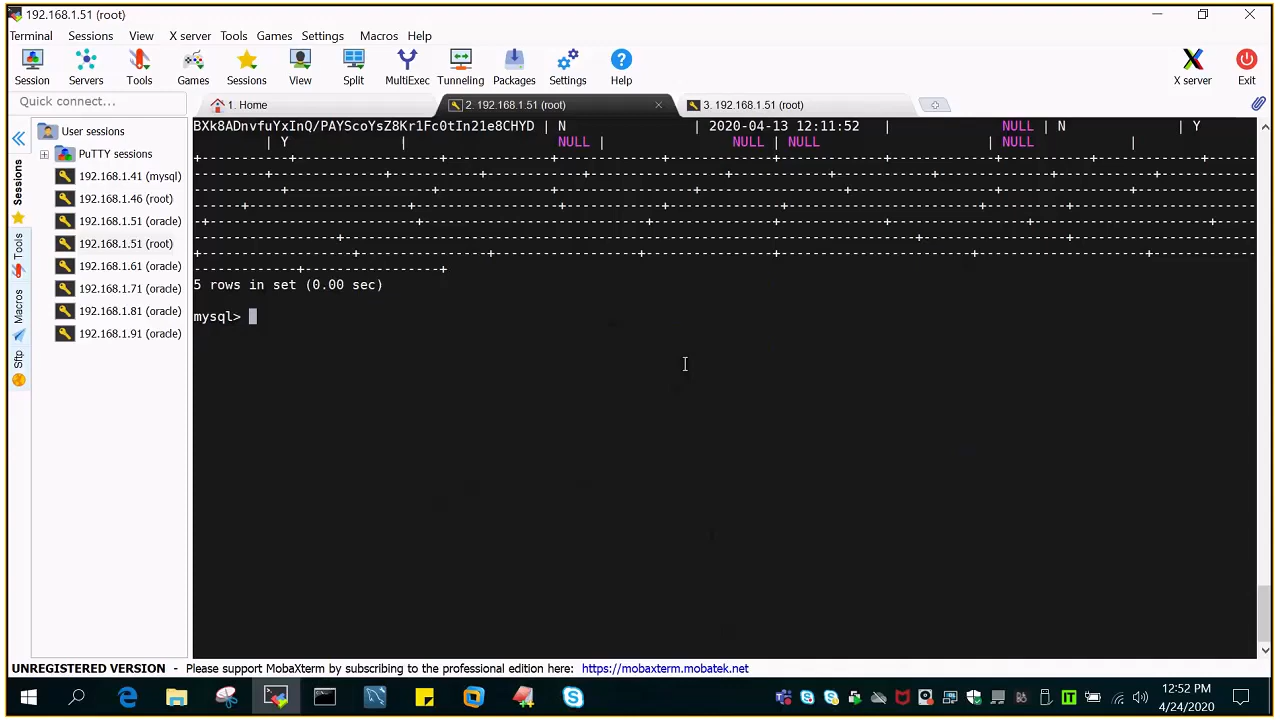 192.168.1.51 (root)
Terminal Sessions View X server Tools Games Settings Macros Help
Session Servers Tools Games Sessions View Split MultiExec Tunneling Packages Settings Help X server Exit
Quick connect...
1. Home
2. 192.168.1.51 (root)
3. 192.168.1.51 (root)
User sessions
PuTTY sessions
192.168.1.41 (mysql)
192.168.1.46 (root)
192.168.1.51 (oracle)
192.168.1.51 (root)
192.168.1.61 (oracle)
192.168.1.71 (oracle)
192.168.1.81 (oracle)
192.168.1.91 (oracle)
Sessions
Tools
Macros
Sftp
BXk8ADnvfuYxInQ/PAYScoYsZ8Kr1Fc0tIn21e8CHYD | N | 2020-04-13 12:11:52 | NULL | N | Y
| Y | NULL | NULL | NULL | NULL |
5 rows in set (0.00 sec)
mysql>
UNREGISTERED VERSION - Please support MobaXterm by subscribing to the professional edition here: https://mobaxterm.mobatek.net
12:52 PM
4/24/2020